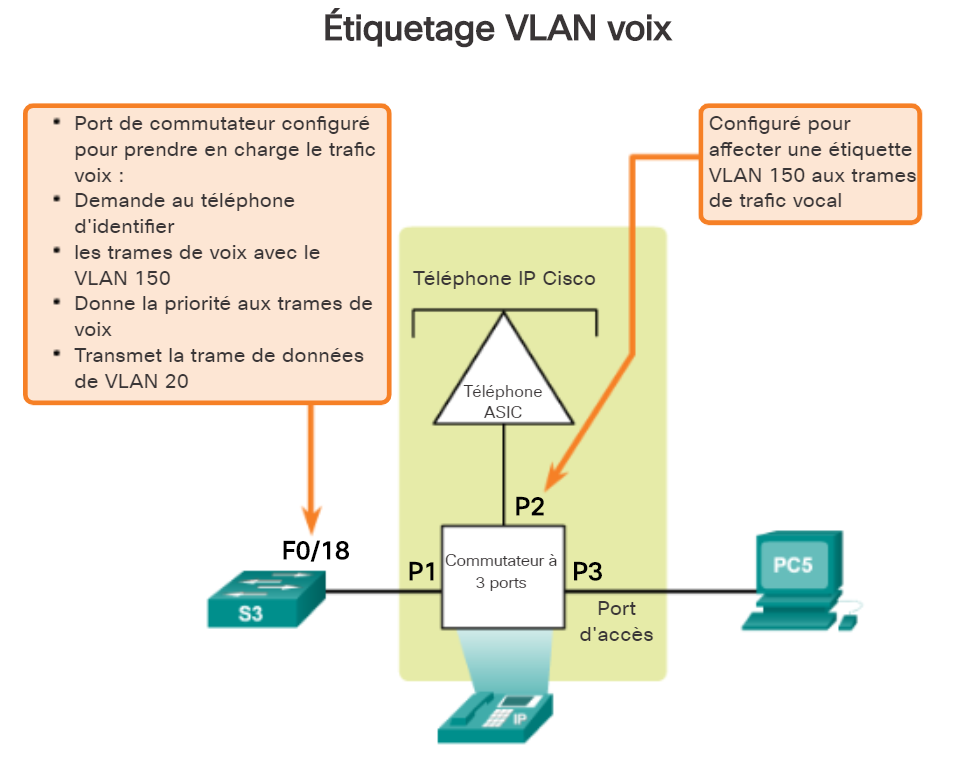 Étiquetage VLAN voix
• Port de commutateur configuré
pour prendre en charge le trafic
voix :
• Demande au téléphone
d'identifier
• les trames de voix avec le
VLAN 150
• Donne la priorité aux trames de
voix
• Transmet la trame de données
de VLAN 20
Configuré pour
affecter une étiquette
VLAN 150 aux trames
de trafic vocal
Téléphone IP Cisco
Téléphone
ASIC
P2
F0/18
P1
Commutateur à
3 ports
P3
PC5
S3
Port
d'accès
IP